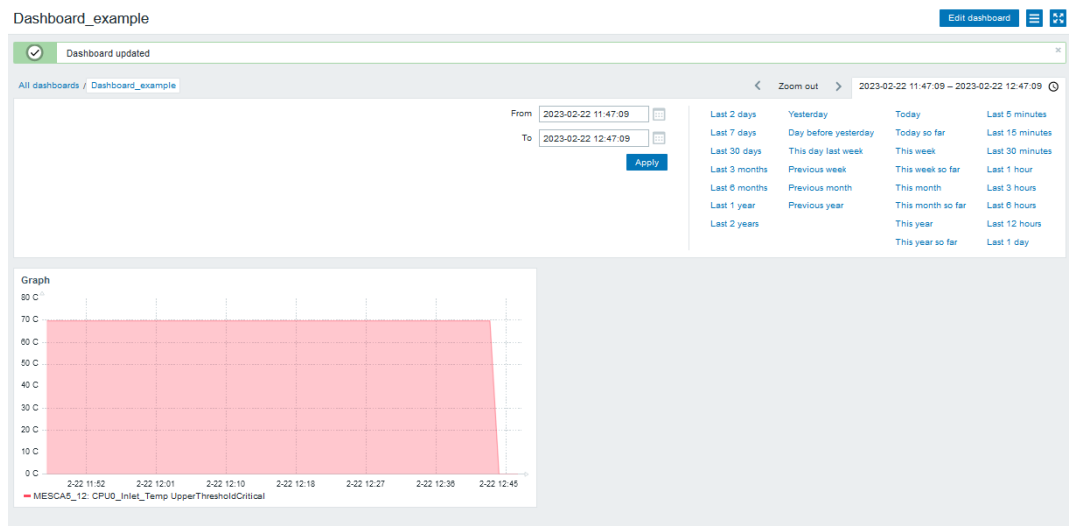 Dashboard_example
Edit dashboard
Dashboard updated
All dashboards / Dashboard_example
Zoom out
2023-02-22 11:47:09 – 2023-02-22 12:47:09
From 2023-02-22 11:47:09
To 2023-02-22 12:47:09
Apply
Last 2 days Yesterday Today Last 5 minutes
Last 7 days Day before yesterday Today so far Last 15 minutes
Last 30 days This day last week This week Last 30 minutes
Last 3 months Previous week This week so far Last 1 hour
Last 6 months Previous month This month Last 3 hours
Last 1 year Previous year This month so far Last 6 hours
Last 2 years This year Last 12 hours
This year so far Last 1 day
Graph
80 C
70 C
60 C
50 C
40 C
30 C
20 C
10 C
0 C
2-22 11:52 2-22 12:01 2-22 12:10 2-22 12:18 2-22 12:27 2-22 12:36 2-22 12:45
MESCA5_12: CPU0_Inlet_Temp UpperThresholdCritical